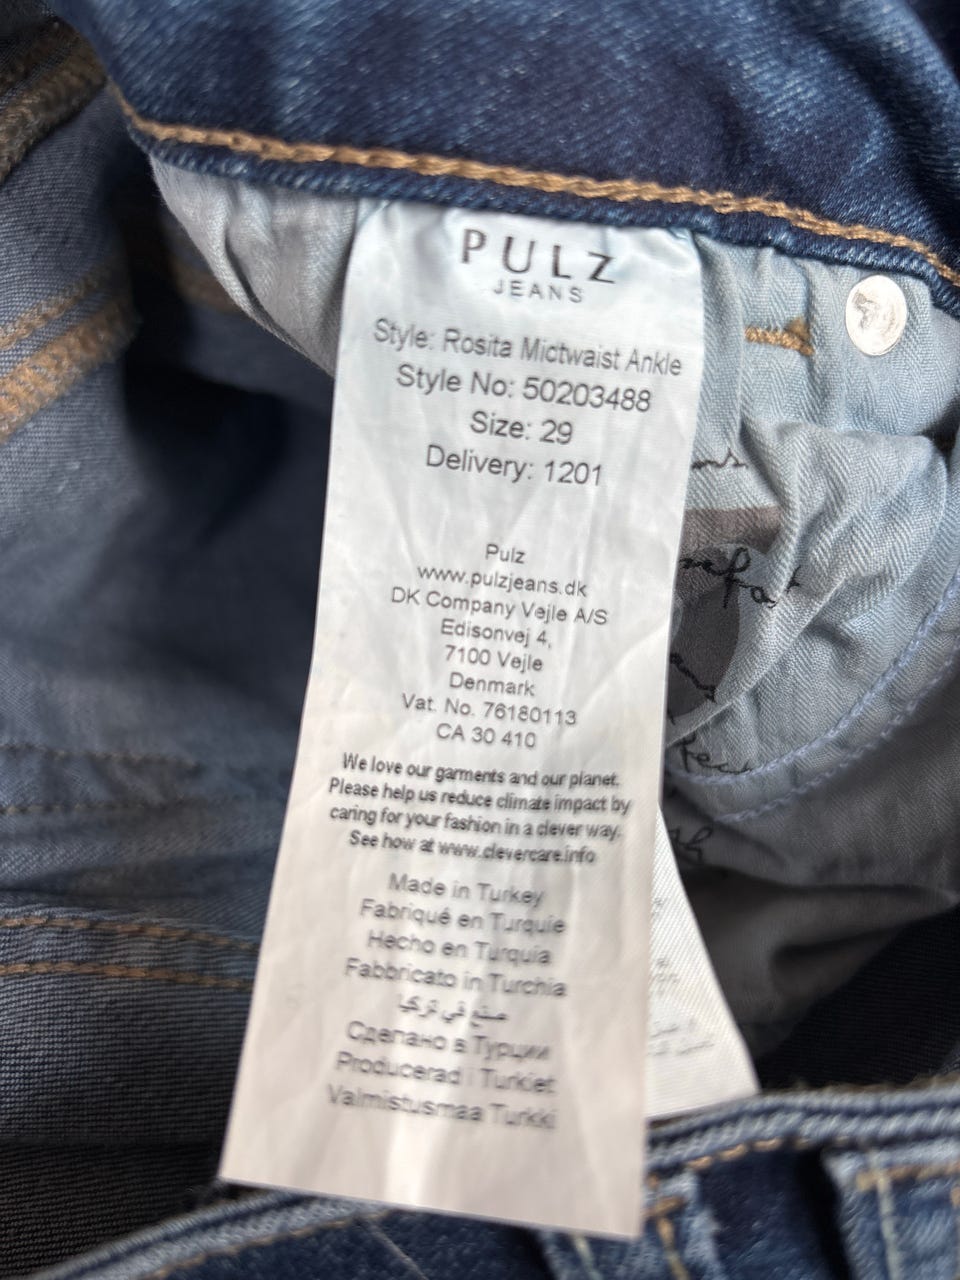 PULZ
JEANS
Style: Rosita Mictwaist Ankle
Style No: 50203488
Size: 29
Delivery: 1201
Pulz
www.pulzjeans.dk
DK Company Vejle A/S
Edisonvej 4,
7100 Vejle
Denmark
Vat. No. 76180113
CA 30 410
We love our garments and our planet.
Please help us reduce climate impact by
caring for your fashion in a clever way.
See how at www.clevercare.info
Made in Turkey
Fabriqué en Turquie
Hecho en Turquia
Fabbricato in Turchia
صنع في تركيا
Сделано в Турции
Producerad i Turkiet
Valmistusmaa Turkki